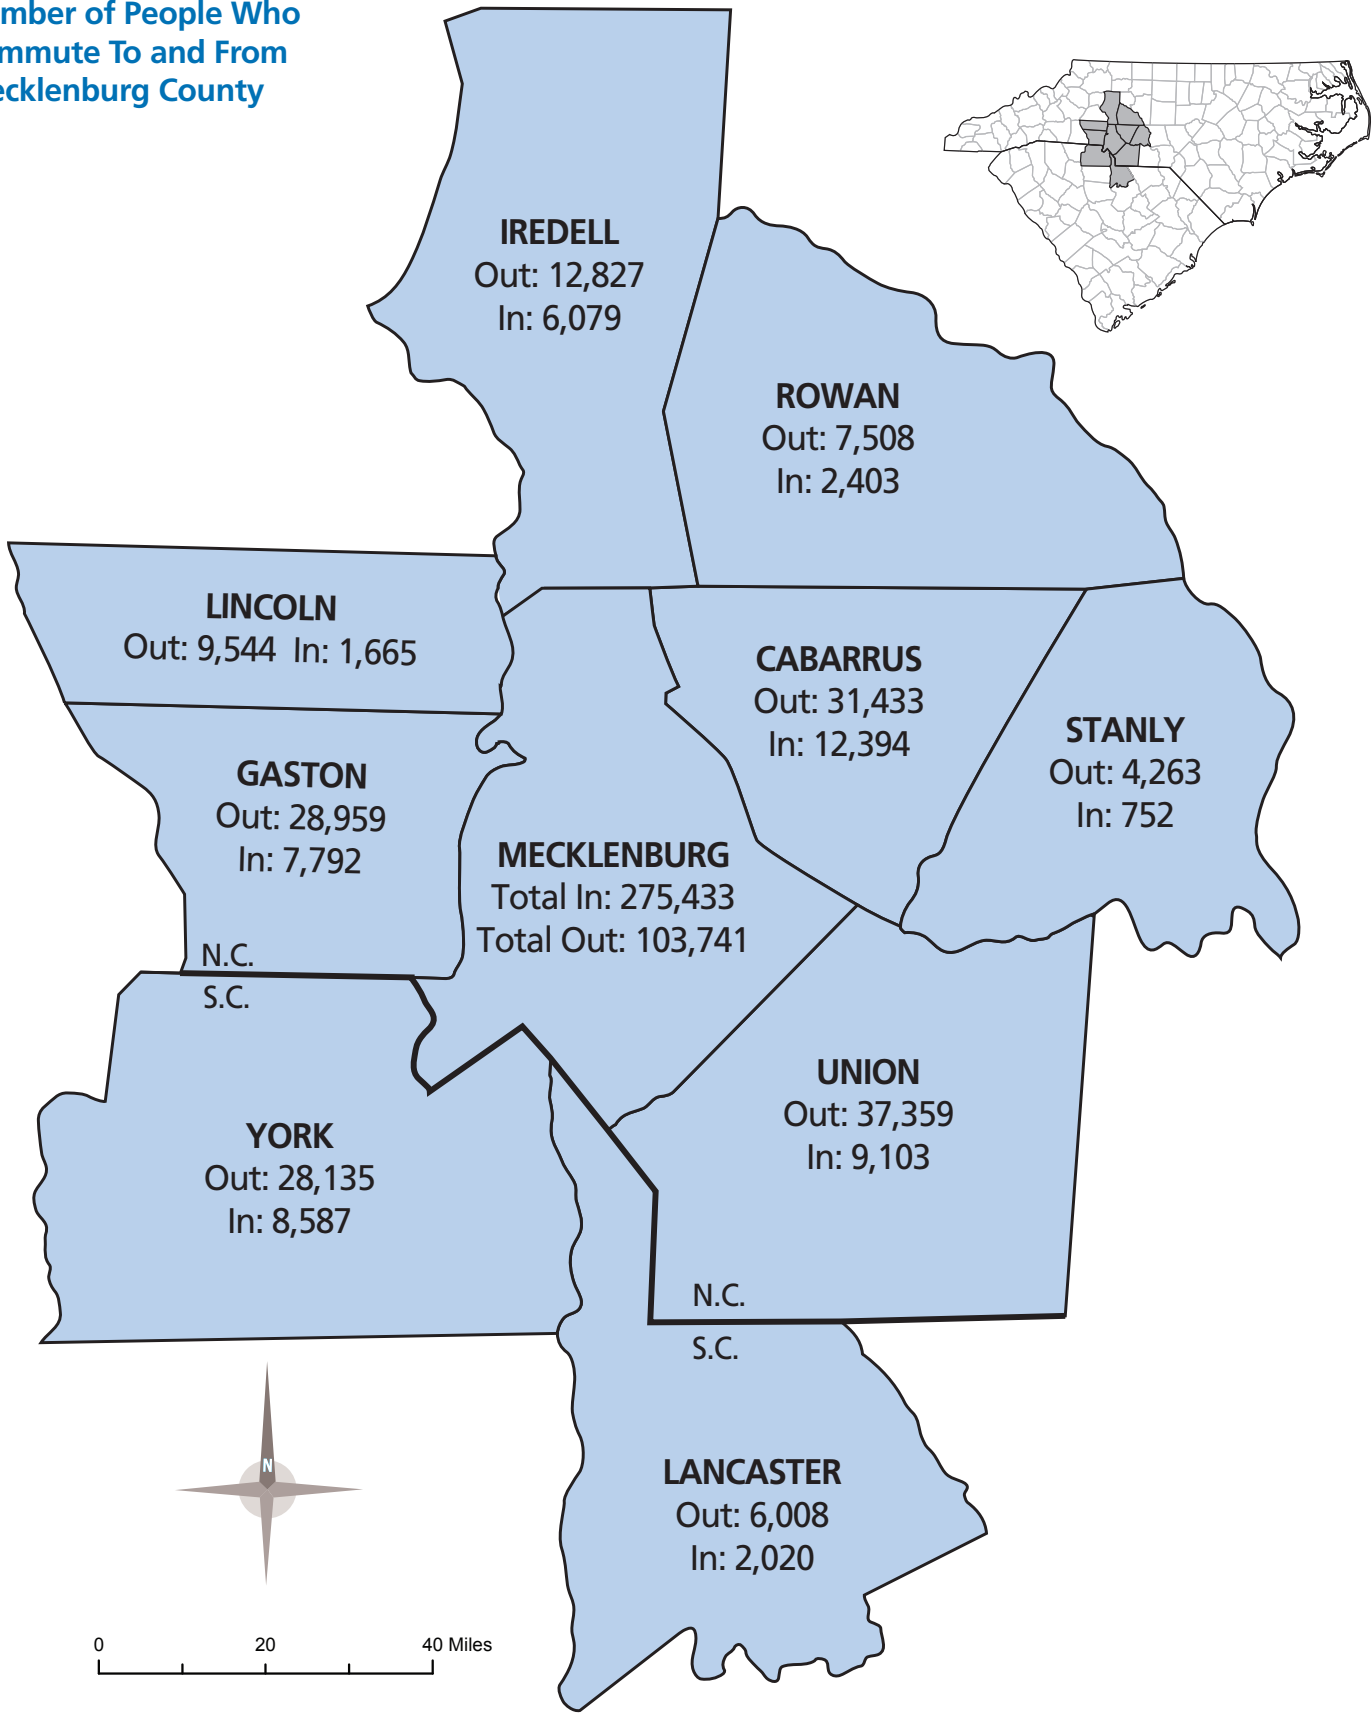 mber of People Who
mmute To and From
ecklenburg County
IREDELL
Out: 12,827
In: 6,079
ROWAN
Out: 7,508
In: 2,403
LINCOLN
Out: 9,544 In: 1,665
CABARRUS
Out: 31,433
In: 12,394
STANLY
Out: 4,263
In: 752
GASTON
Out: 28,959
In: 7,792
MECKLENBURG
Total In: 275,433
Total Out: 103,741
N.C.
S.C.
UNION
Out: 37,359
In: 9,103
YORK
Out: 28,135
In: 8,587
N.C.
S.C.
LANCASTER
Out: 6,008
In: 2,020
N
0 20 40 Miles